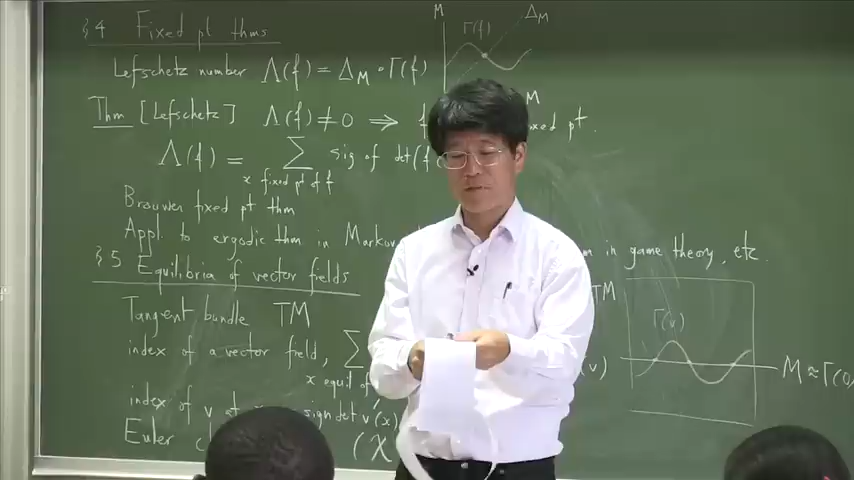 §4 Fixed pt thms
M
Γ(f)
Δ_M
Lefschetz number Λ(f) = Δ_M ∘ Γ(f)
M
Thm [Lefschetz] Λ(f) ≠ 0 ⇒ fixed pt.
Λ(f) = Σ sig of det(f
x fixed pt of f
Brouwer fixed pt thm
Appl. to ergodic thm in Markov in game theory, etc.
§5 Equilibria of vector fields
Tangent bundle TM
TM
Γ(v)
index of a vector field, Σ
x equil of
(v)
M ≈ Γ(0
index of v at sign det v'(x)
Euler (χ